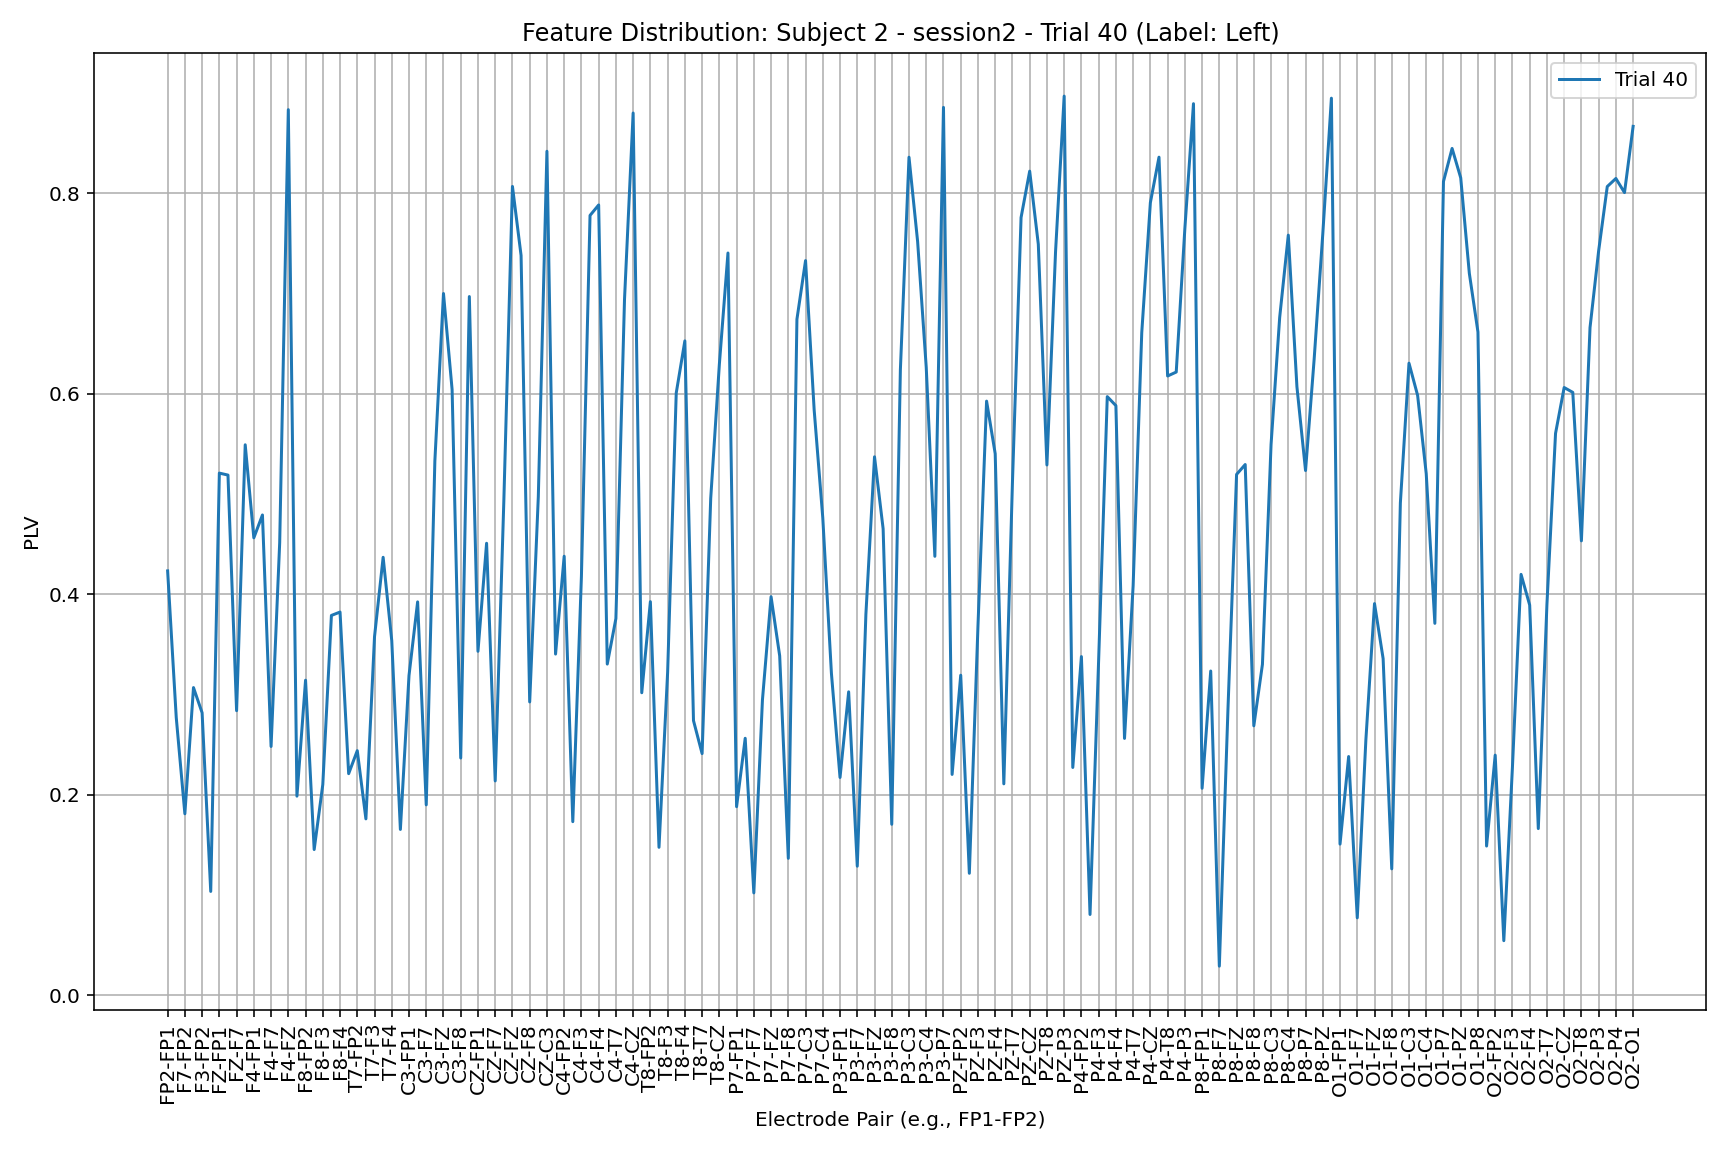 Feature Distribution: Subject 2 - session2 - Trial 40 (Label: Left)
Trial 40
PLV
0.8
0.6
0.4
0.2
0.0
FP2-FP1
F7-FP2
F3-FP2
FZ-FP1
FZ-F7
F4-FP1
F4-F7
F4-FZ
F8-FP2
F8-F3
F8-F4
T7-FP2
T7-F3
T7-F4
C3-FP1
C3-F7
C3-FZ
C3-F8
CZ-FP1
CZ-F7
CZ-FZ
CZ-F8
CZ-C3
C4-FP2
C4-F3
C4-F4
C4-T7
C4-CZ
T8-FP2
T8-F3
T8-F4
T8-T7
T8-CZ
P7-FP1
P7-F7
P7-FZ
P7-F8
P7-C3
P7-C4
P3-FP1
P3-F7
P3-FZ
P3-F8
P3-C3
P3-C4
P3-P7
PZ-FP2
PZ-F3
PZ-F4
PZ-T7
PZ-CZ
PZ-T8
PZ-P3
P4-FP2
P4-F3
P4-F4
P4-T7
P4-CZ
P4-T8
P4-P3
P8-FP1
P8-F7
P8-FZ
P8-F8
P8-C3
P8-C4
P8-P7
P8-PZ
O1-FP1
O1-F7
O1-FZ
O1-F8
O1-C3
O1-C4
O1-P7
O1-PZ
O1-P8
O2-FP2
O2-F3
O2-F4
O2-T7
O2-CZ
O2-T8
O2-P3
O2-P4
O2-O1
Electrode Pair (e.g., FP1-FP2)